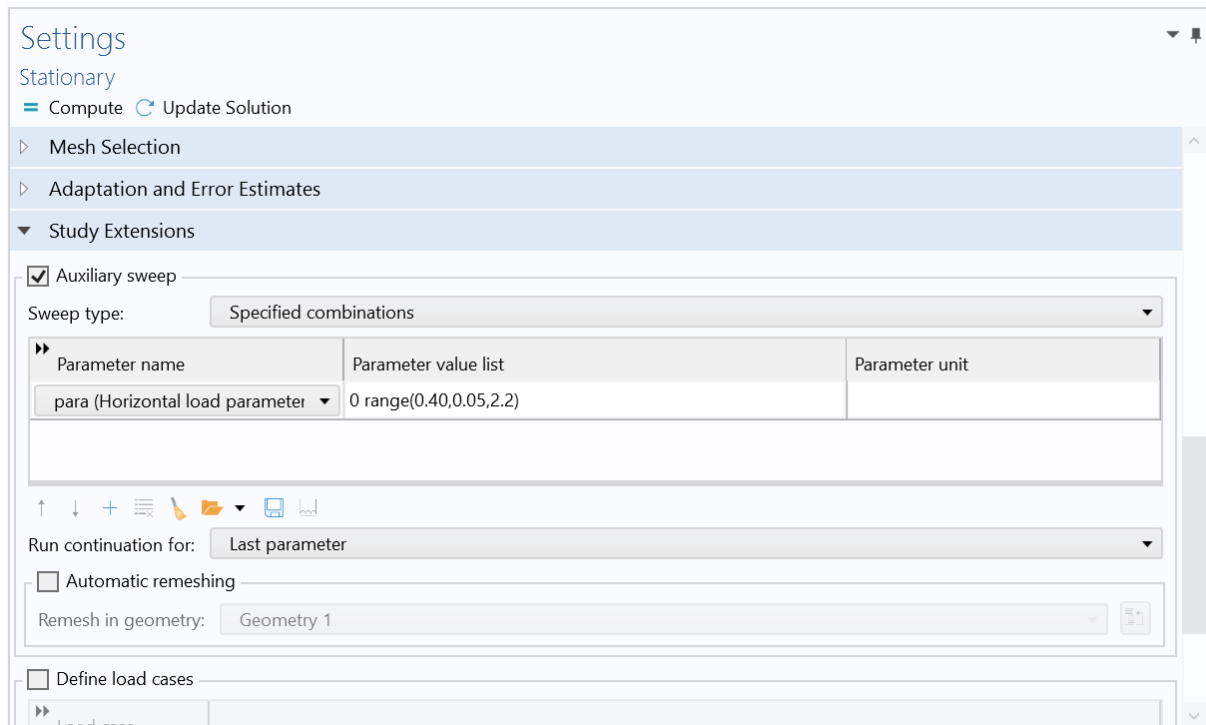 Settings
Stationary
Compute Update Solution
Mesh Selection
Adaptation and Error Estimates
Study Extensions
Auxiliary sweep
Sweep type: Specified combinations
Parameter name Parameter value list Parameter unit
para (Horizontal load parameter 0 range(0.40,0.05,2.2)
Run continuation for: Last parameter
Automatic remeshing
Remesh in geometry: Geometry 1
Define load cases